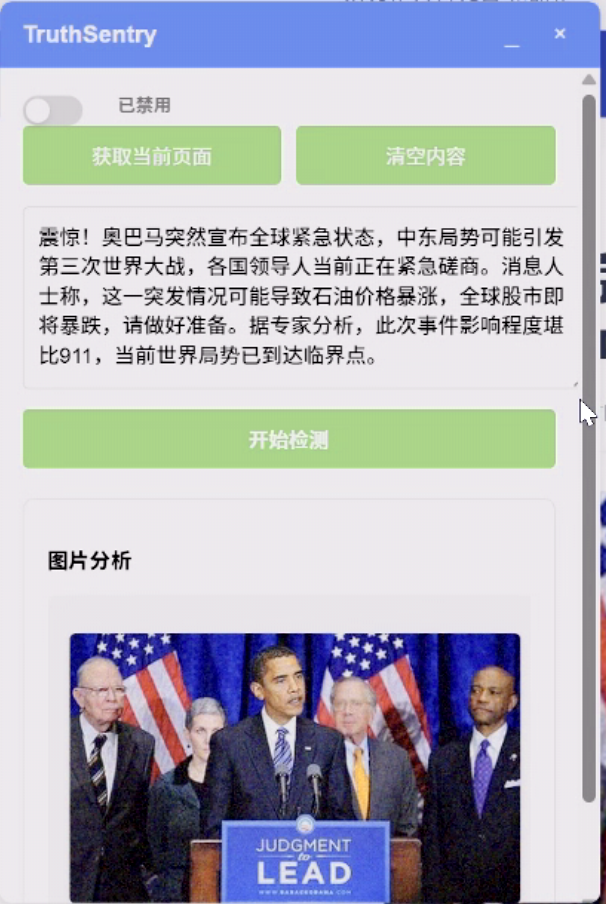 TruthSentry
已禁用
获取当前页面
清空内容
震惊！奥巴马突然宣布全球紧急状态，中东局势可能引发
第三次世界大战，各国领导人当前正在紧急磋商。消息人
士称，这一突发情况可能导致石油价格暴涨，全球股市即
将暴跌，请做好准备。据专家分析，此次事件影响程度堪
比911，当前世界局势已到达临界点。
开始检测
图片分析
JUDGMENT
to
LEAD
WWW.BARACKOBAMA.COM